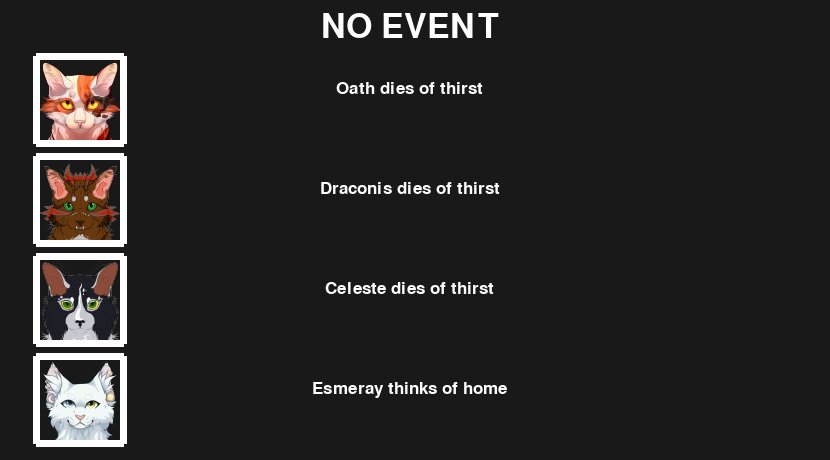 NO EVENT
Oath dies of thirst
Draconis dies of thirst
Celeste dies of thirst
Esmeray thinks of home